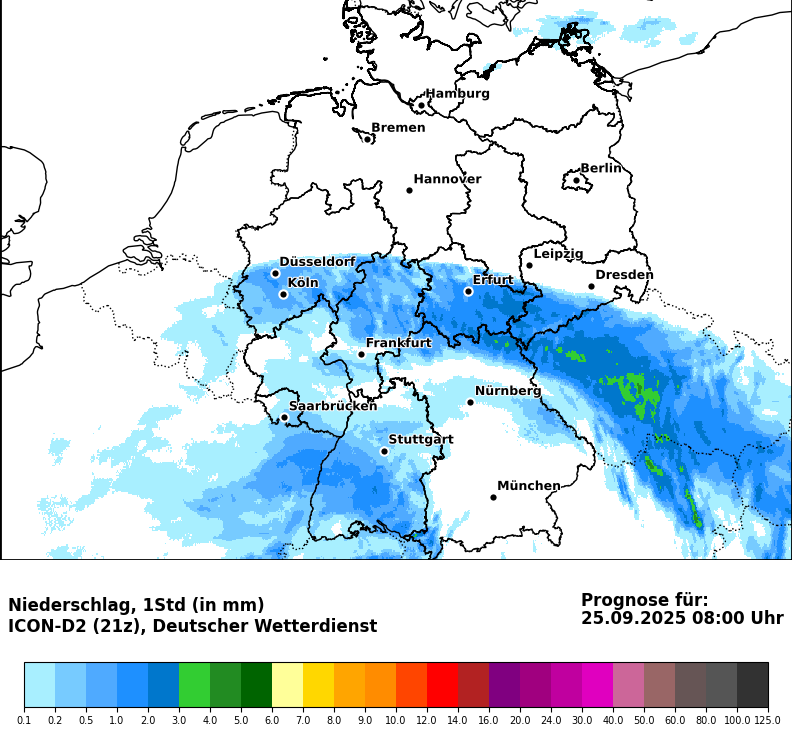 Hamburg
Bremen
Berlin
Hannover
Leipzig
Düsseldorf
Dresden
Köln
Erfurt
Frankfurt
Nürnberg
Saarbrücken
Stuttgart
München
Niederschlag, 1Std (in mm)
ICON-D2 (21z), Deutscher Wetterdienst
Prognose für:
25.09.2025 08:00 Uhr
0.1 0.2 0.5 1.0 2.0 3.0 4.0 5.0 6.0 7.0 8.0 9.0 10.0 12.0 14.0 16.0 20.0 24.0 30.0 40.0 50.0 60.0 80.0 100.0 125.0